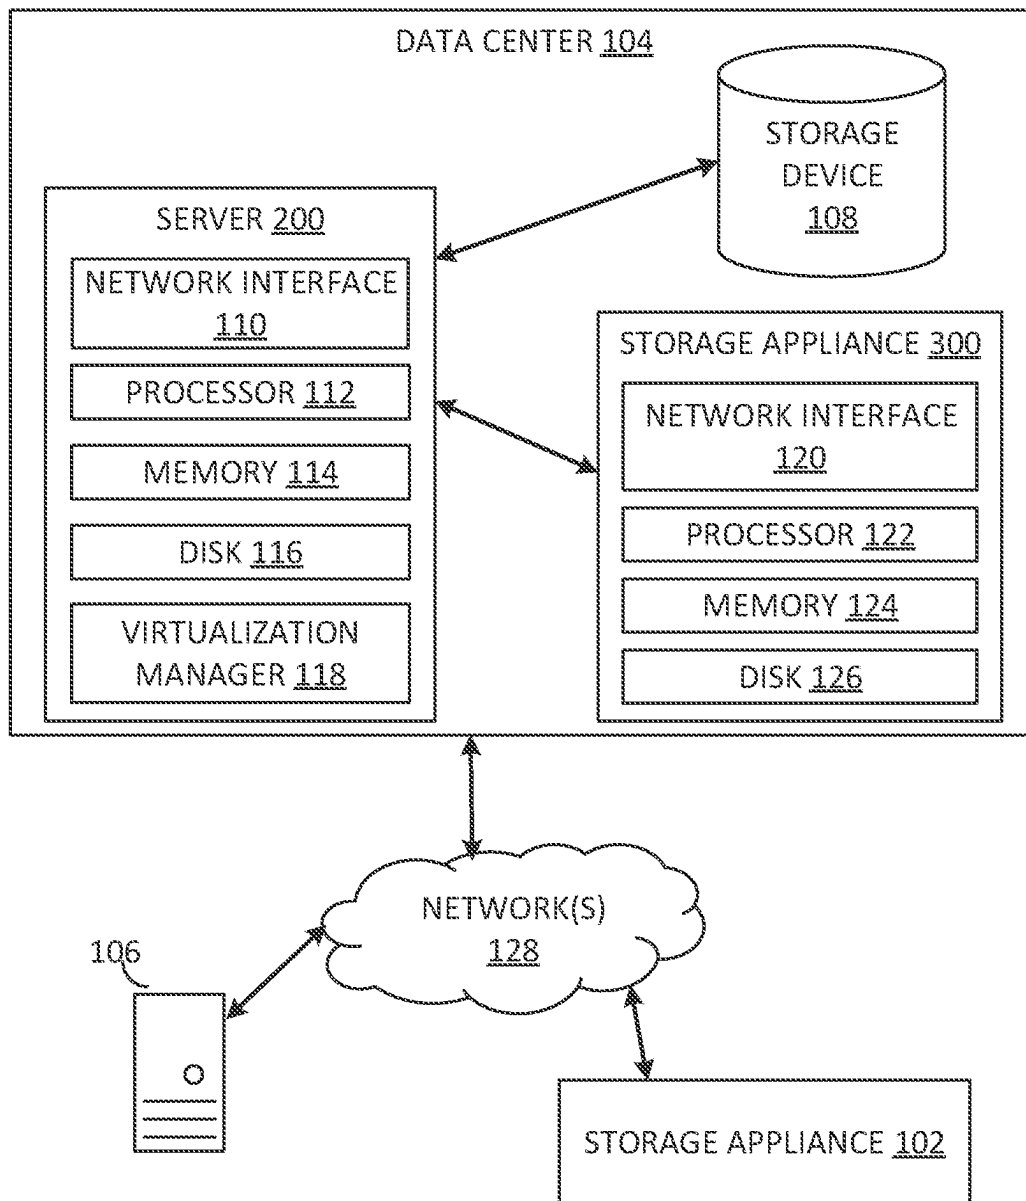 DATA CENTER 104
STORAGE
DEVICE
108
SERVER 200
NETWORK INTERFACE
110
PROCESSOR 112
MEMORY 114
DISK 116
VIRTUALIZATION
MANAGER 118
STORAGE APPLIANCE 300
NETWORK INTERFACE
120
PROCESSOR 122
MEMORY 124
DISK 126
NETWORK(S)
128
106
STORAGE APPLIANCE 102